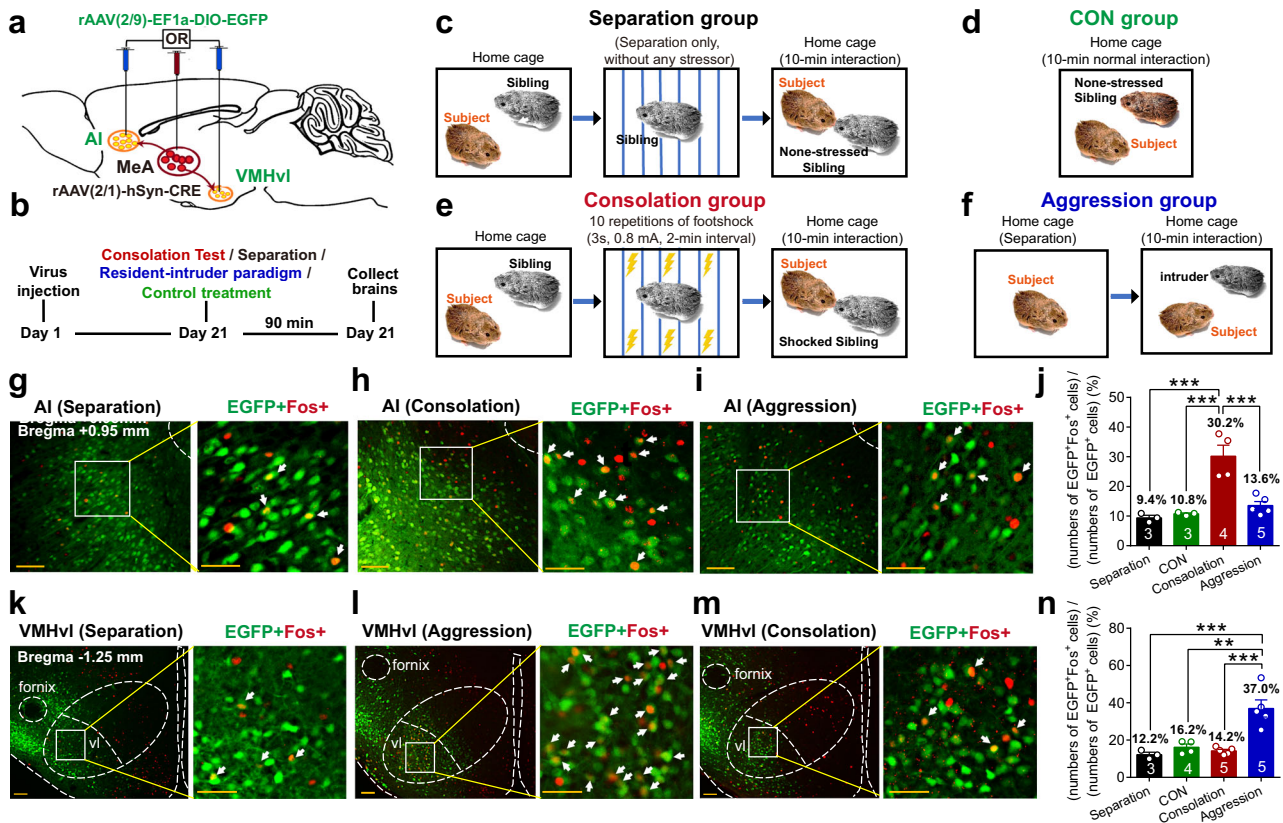 a
rAAV(2/9)-EF1a-DIO-EGFP
OR
AI
MeA
VMHvl
rAAV(2/1)-hSyn-CRE
b
Consolation Test / Separation /
Resident-intruder paradigm /
Control treatment
Virus
injection
Collect
brains
Day 1
Day 21
90 min
Day 21
c
Separation group
Home cage
(Separation only,
without any stressor)
Home cage
(10-min interaction)
Sibling
Subject
Sibling
Subject
None-stressed
Sibling
d
CON group
Home cage
(10-min normal interaction)
None-stressed
Sibling
Subject
e
Consolation group
10 repetitions of footshock
(3s, 0.8 mA, 2-min interval)
Home cage
Home cage
(10-min interaction)
Sibling
Subject
Subject
Shocked Sibling
f
Aggression group
Home cage
(Separation)
Home cage
(10-min interaction)
Subject
intruder
Subject
g
AI (Separation)
EGFP+Fos+
Bregma +0.95 mm
h
AI (Consolation)
EGFP+Fos+
i
AI (Aggression)
EGFP+Fos+
j
(numbers of EGFP+Fos+ cells) /
(numbers of EGFP+ cells) (%)
50
40
30
20
10
0
***
*** ***
9.4%
10.8%
30.2%
13.6%
3
3
4
5
Separation
CON
Consaolation
Aggression
k
VMHvl (Separation)
EGFP+Fos+
Bregma -1.25 mm
fornix
vl
l
VMHvl (Aggression)
EGFP+Fos+
fornix
vl
m
VMHvl (Consolation)
EGFP+Fos+
fornix
vl
n
(numbers of EGFP+Fos+ cells) /
(numbers of EGFP+ cells) (%)
80
60
40
20
0
***
**
***
12.2%
16.2%
14.2%
37.0%
3
4
5
5
Separation
CON
Consolation
Aggression